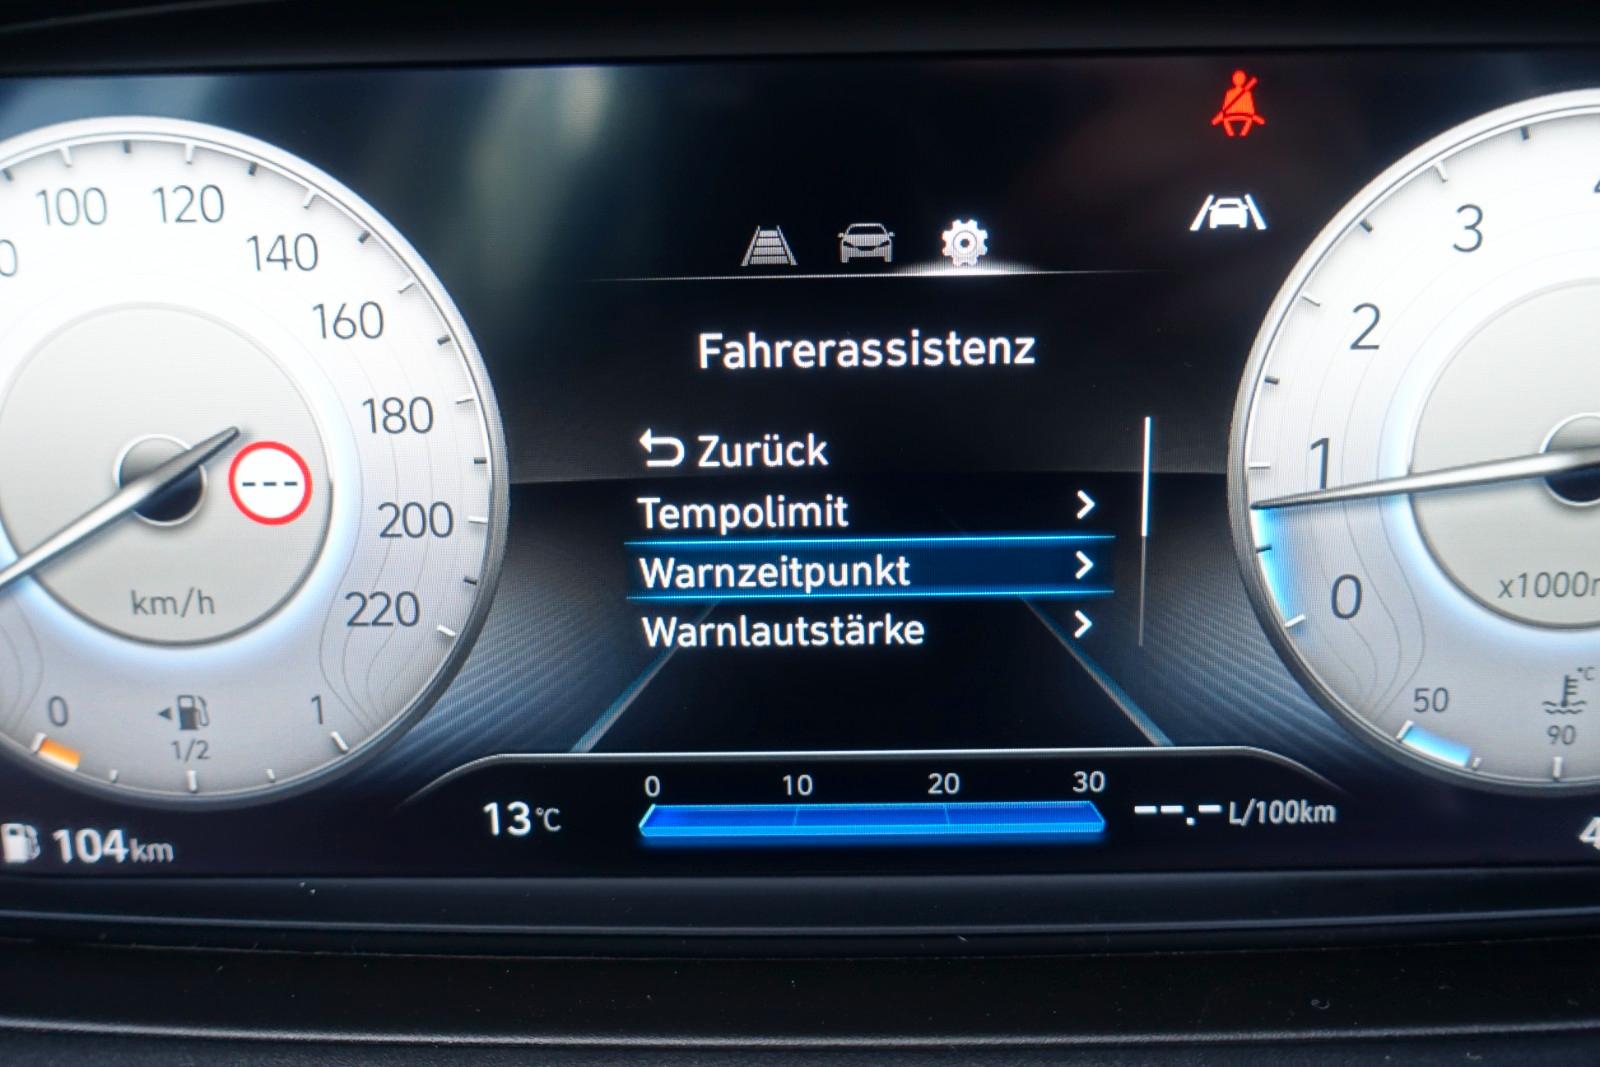 100
120
140
160
180
200
220
km/h
---
0
1
1/2
104km
Fahrerassistenz
Zurück
Tempolimit
Warnzeitpunkt
Warnlautstärke
13°C
0 10 20 30
--.- L/100km
3
2
1
0
50
°C
90